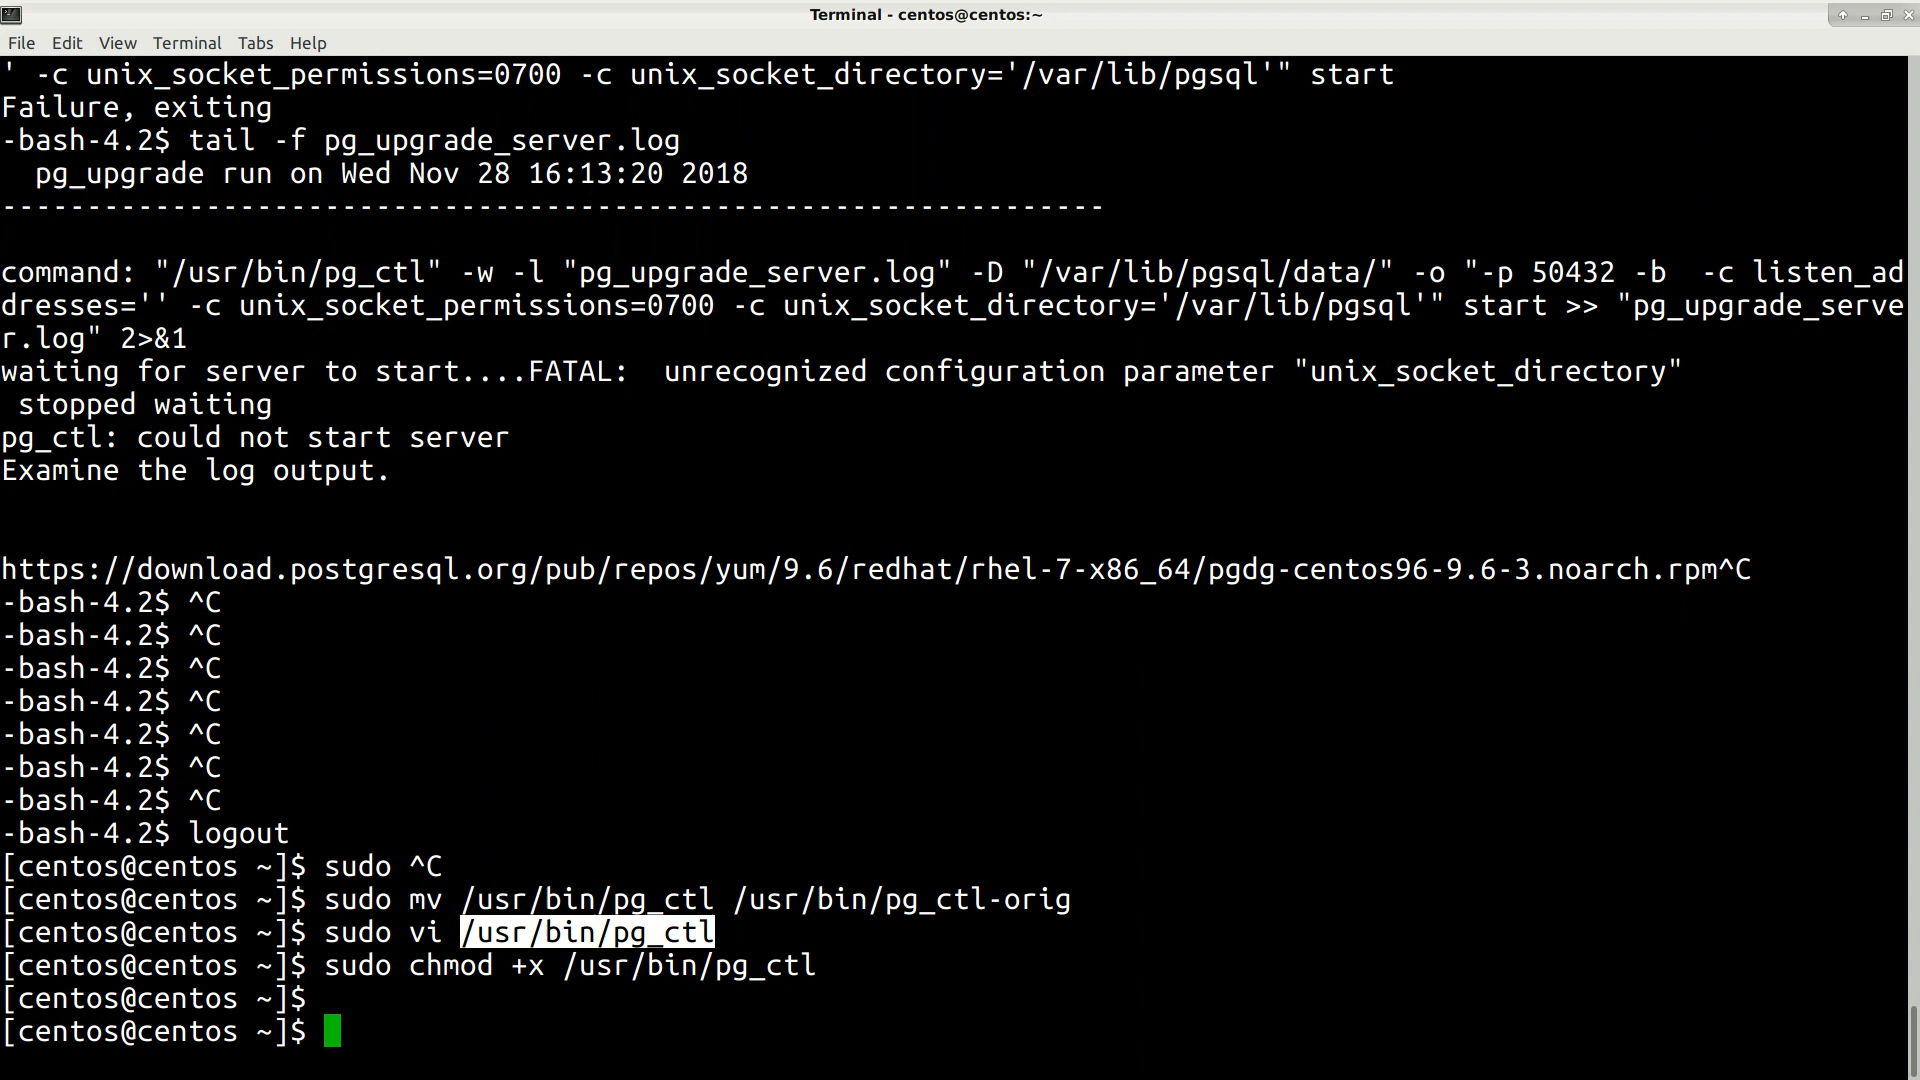 Terminal - centos@centos:~
File Edit View Terminal Tabs Help
' -c unix_socket_permissions=0700 -c unix_socket_directory='/var/lib/pgsql'" start
Failure, exiting
-bash-4.2$ tail -f pg_upgrade_server.log
  pg_upgrade run on Wed Nov 28 16:13:20 2018
-----------------------------------------------------------------
command: "/usr/bin/pg_ctl" -w -l "pg_upgrade_server.log" -D "/var/lib/pgsql/data/" -o "-p 50432 -b  -c listen_ad
dresses='' -c unix_socket_permissions=0700 -c unix_socket_directory='/var/lib/pgsql'" start >> "pg_upgrade_serve
r.log" 2>&1
waiting for server to start....FATAL:  unrecognized configuration parameter "unix_socket_directory"
 stopped waiting
pg_ctl: could not start server
Examine the log output.
https://download.postgresql.org/pub/repos/yum/9.6/redhat/rhel-7-x86_64/pgdg-centos96-9.6-3.noarch.rpm^C
-bash-4.2$ ^C
-bash-4.2$ ^C
-bash-4.2$ ^C
-bash-4.2$ ^C
-bash-4.2$ ^C
-bash-4.2$ ^C
-bash-4.2$ ^C
-bash-4.2$ logout
[centos@centos ~]$ sudo ^C
[centos@centos ~]$ sudo mv /usr/bin/pg_ctl /usr/bin/pg_ctl-orig
[centos@centos ~]$ sudo vi /usr/bin/pg_ctl
[centos@centos ~]$ sudo chmod +x /usr/bin/pg_ctl
[centos@centos ~]$
[centos@centos ~]$